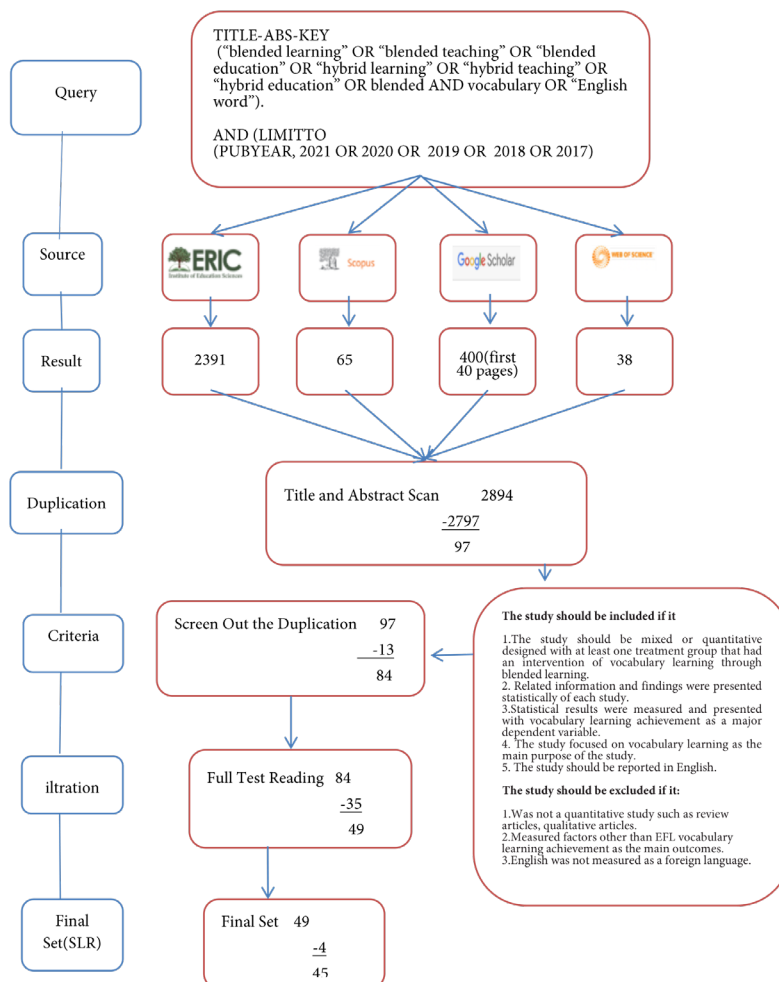 TITLE-ABS-KEY
(“blended learning” OR “blended teaching” OR “blended
education” OR “hybrid learning” OR “hybrid teaching” OR
“hybrid education” OR blended AND vocabulary OR “English
word”).
AND (LIMITTO
(PUBYEAR, 2021 OR 2020 OR 2019 OR 2018 OR 2017)
Query
Source
ERIC
Institute of Education Sciences
Scopus
Google Scholar
WEB OF SCIENCE
Result
2391
65
400(first
40 pages)
38
Duplication
Title and Abstract Scan 2894
-2797
97
Criteria
Screen Out the Duplication 97
-13
84
The study should be included if it
1.The study should be mixed or quantitative
designed with at least one treatment group that had
an intervention of vocabulary learning through
blended learning.
2. Related information and findings were presented
statistically of each study.
3.Statistical results were measured and presented
with vocabulary learning achievement as a major
dependent variable.
4. The study focused on vocabulary learning as the
main purpose of the study.
5. The study should be reported in English.
The study should be excluded if it:
1.Was not a quantitative study such as review
articles, qualitative articles.
2.Measured factors other than EFL vocabulary
learning achievement as the main outcomes.
3.English was not measured as a foreign language.
iltration
Full Test Reading 84
-35
49
Final
Set(SLR)
Final Set 49
-4
45